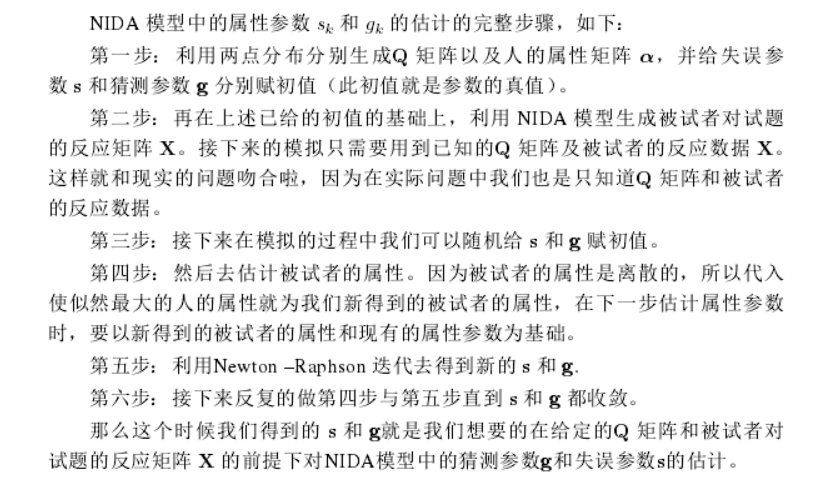 NIDA 模型中的属性参数 sₖ 和 gₖ 的估计的完整步骤，如下：
第一步：利用两点分布分别生成Q 矩阵以及人的属性矩阵 α，并给失误参
数 s 和猜测参数 g 分别赋初值（此初值就是参数的真值）。
第二步：再在上述已给的初值的基础上，利用 NIDA 模型生成被试者对试题
的反应矩阵 X。接下来的模拟只需要用到已知的Q 矩阵及被试者的反应数据 X。
这样就和现实的问题吻合啦，因为在实际问题中我们也是只知道Q 矩阵和被试者
的反应数据。
第三步：接下来在模拟的过程中我们可以随机给 s 和 g 赋初值。
第四步：然后去估计被试者的属性。因为被试者的属性是离散的，所以代入
使似然最大的人的属性就为我们新得到的被试者的属性，在下一步估计属性参数
时，要以新得到的被试者的属性和现有的属性参数为基础。
第五步：利用Newton –Raphson 迭代去得到新的 s 和 g.
第六步：接下来反复的做第四步与第五步直到 s 和 g 都收敛。
那么这个时候我们得到的 s 和 g就是我们想要的在给定的Q 矩阵和被试者对
试题的反应矩阵 X 的前提下对NIDA模型中的猜测参数g和失误参数s的估计。